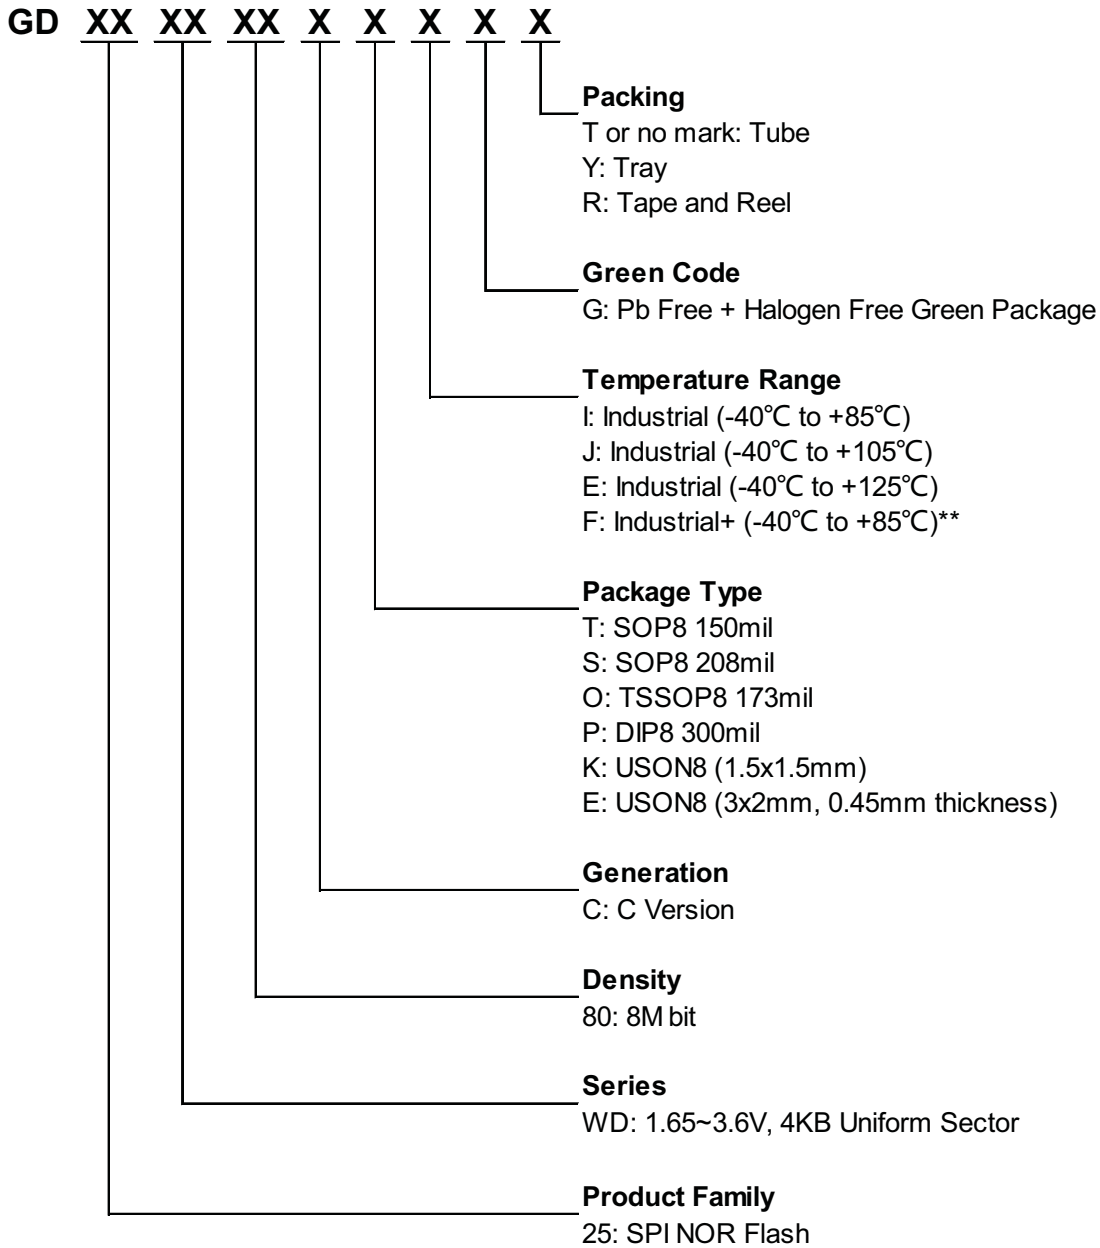 GD XX XX XX X X X X X
Packing
T or no mark: Tube
Y: Tray
R: Tape and Reel
Green Code
G: Pb Free + Halogen Free Green Package
Temperature Range
I: Industrial (-40℃ to +85℃)
J: Industrial (-40℃ to +105℃)
E: Industrial (-40℃ to +125℃)
F: Industrial+ (-40℃ to +85℃)**
Package Type
T: SOP8 150mil
S: SOP8 208mil
O: TSSOP8 173mil
P: DIP8 300mil
K: USON8 (1.5x1.5mm)
E: USON8 (3x2mm, 0.45mm thickness)
Generation
C: C Version
Density
80: 8M bit
Series
WD: 1.65~3.6V, 4KB Uniform Sector
Product Family
25: SPI NOR Flash